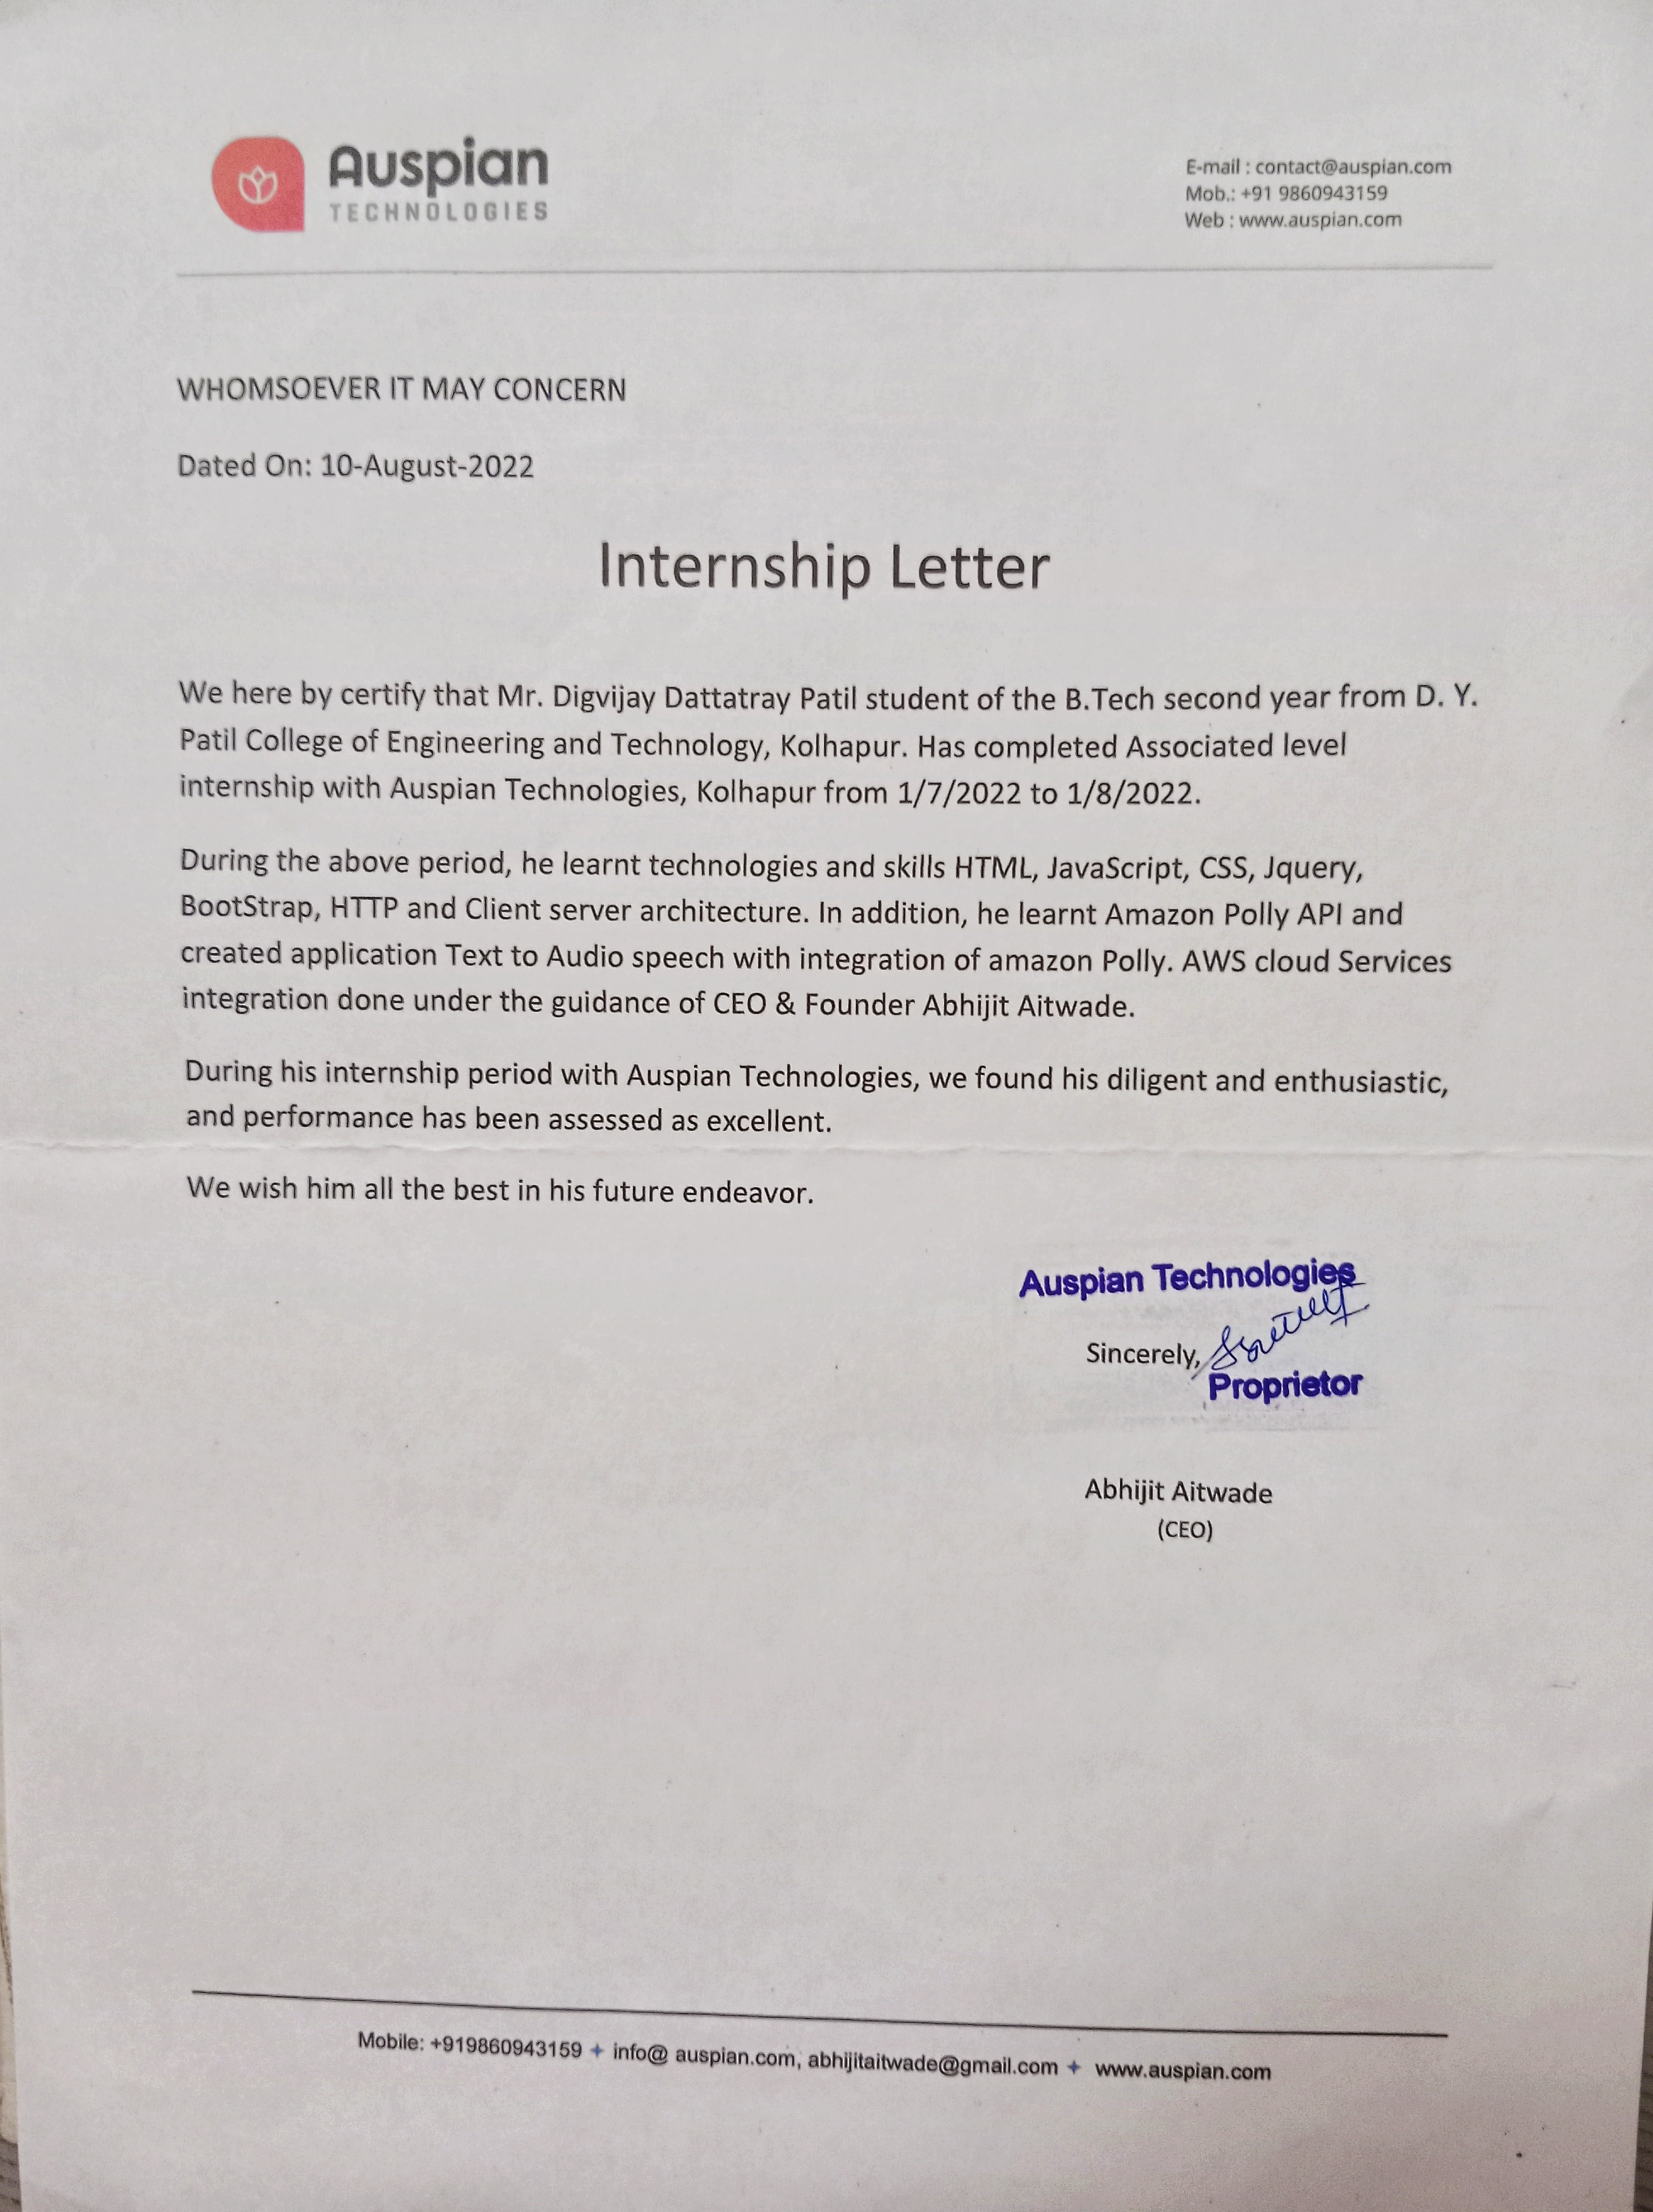 Auspian
TECHNOLOGIES
E-mail : contact@auspian.com
Mob.: +91 9860943159
Web : www.auspian.com
WHOMSOEVER IT MAY CONCERN
Dated On: 10-August-2022
Internship Letter
We here by certify that Mr. Digvijay Dattatray Patil student of the B.Tech second year from D. Y.
Patil College of Engineering and Technology, Kolhapur. Has completed Associated level
internship with Auspian Technologies, Kolhapur from 1/7/2022 to 1/8/2022.
During the above period, he learnt technologies and skills HTML, JavaScript, CSS, Jquery,
BootStrap, HTTP and Client server architecture. In addition, he learnt Amazon Polly API and
created application Text to Audio speech with integration of amazon Polly. AWS cloud Services
integration done under the guidance of CEO & Founder Abhijit Aitwade.
During his internship period with Auspian Technologies, we found his diligent and enthusiastic,
and performance has been assessed as excellent.
We wish him all the best in his future endeavor.
Auspian Technologies
Sincerely,
Proprietor
Abhijit Aitwade
(CEO)
Mobile: +919860943159 ✦ info@ auspian.com, abhijitaitwade@gmail.com ✦ www.auspian.com